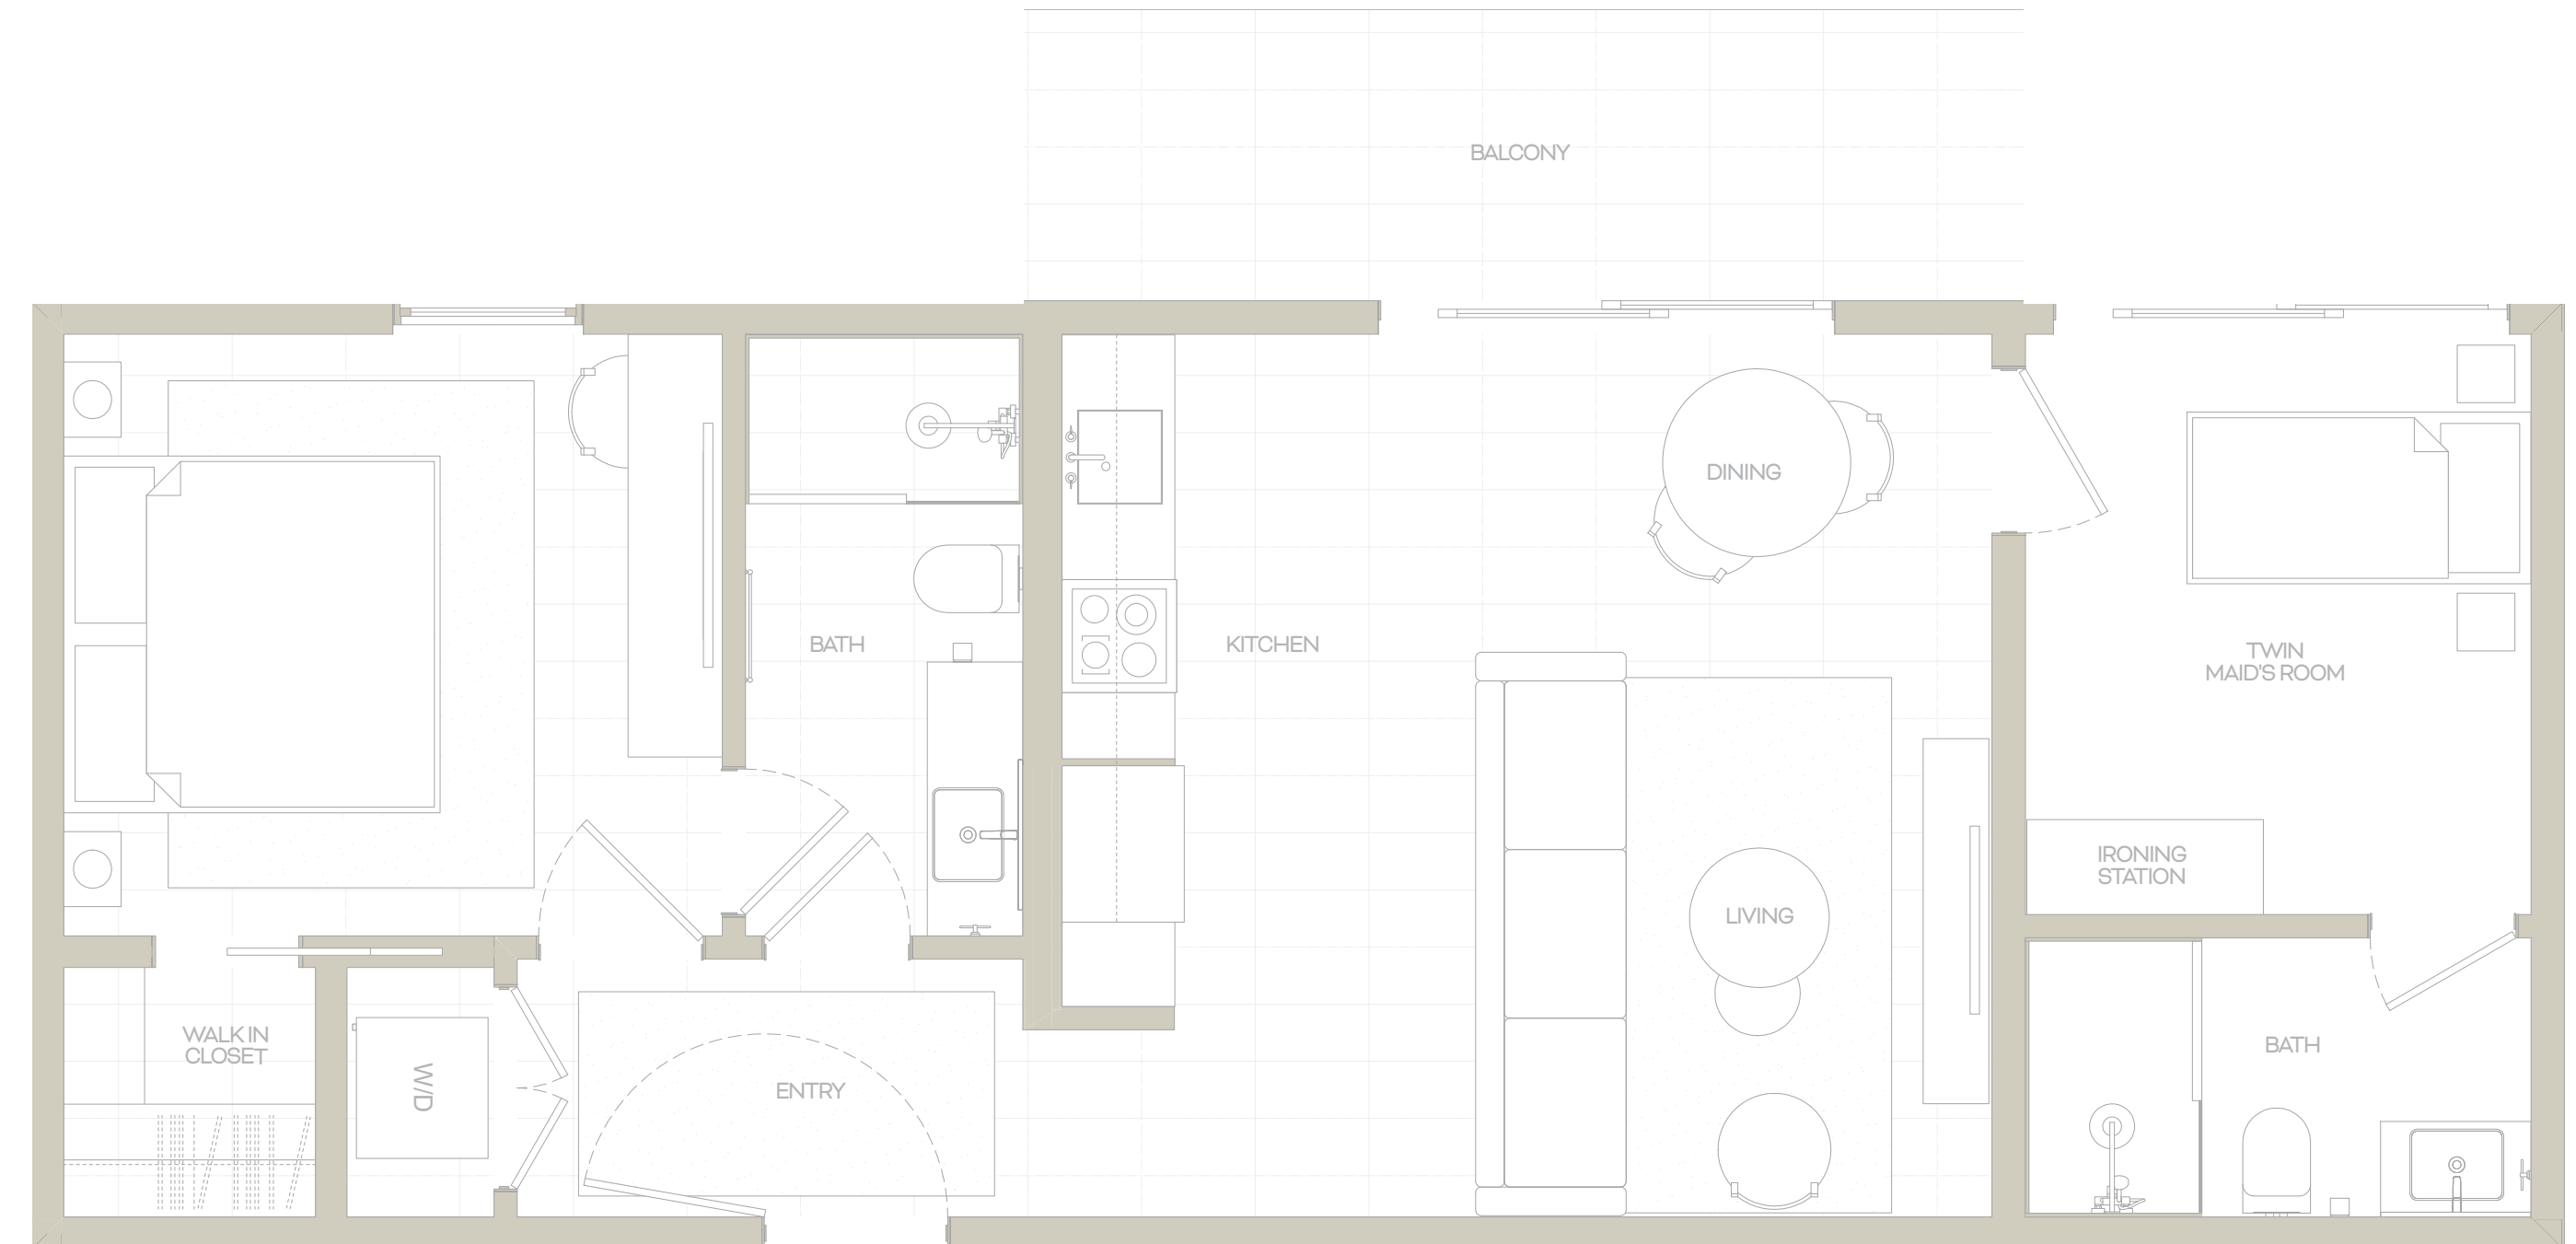 BALCONY
DINING
BATH
KITCHEN
TWIN
MAID'S ROOM
IRONING
STATION
LIVING
WALK IN
CLOSET
W/D
ENTRY
BATH